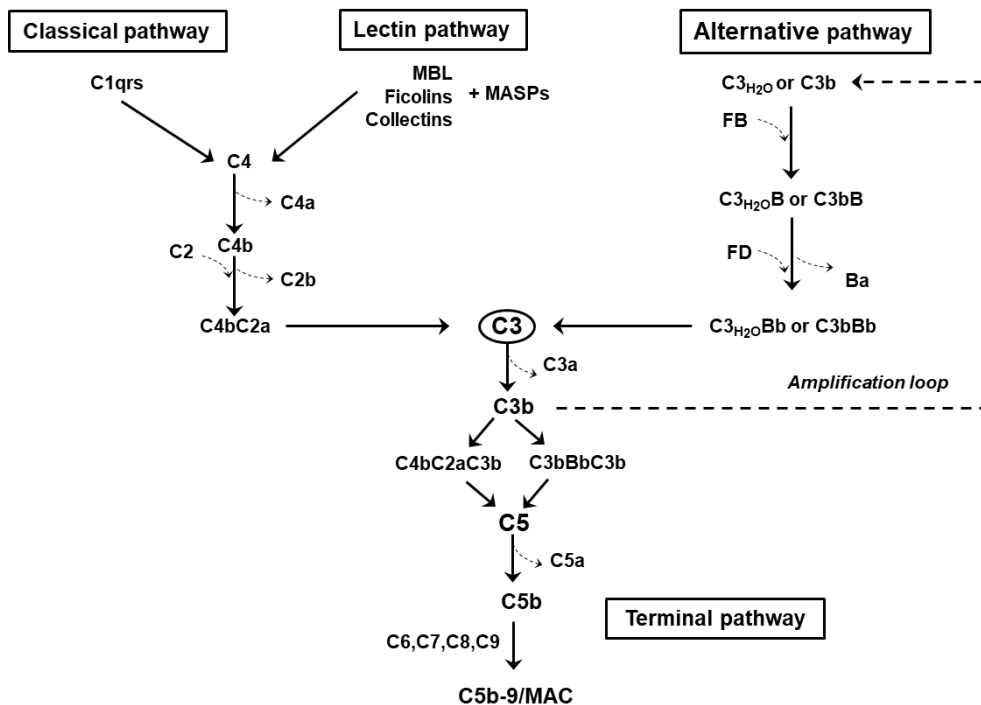 Classical pathway
Lectin pathway
Alternative pathway
C1qrs
MBL
Ficolins
Collectins
+ MASPs
C3H2O or C3b
FB
C4
C4a
C3H2OB or C3bB
C4b
C2
C2b
FD
Ba
C4bC2a
C3
C3H2OBb or C3bBb
C3a
Amplification loop
C3b
C4bC2aC3b
C3bBbC3b
C5
C5a
C5b
Terminal pathway
C6,C7,C8,C9
C5b-9/MAC